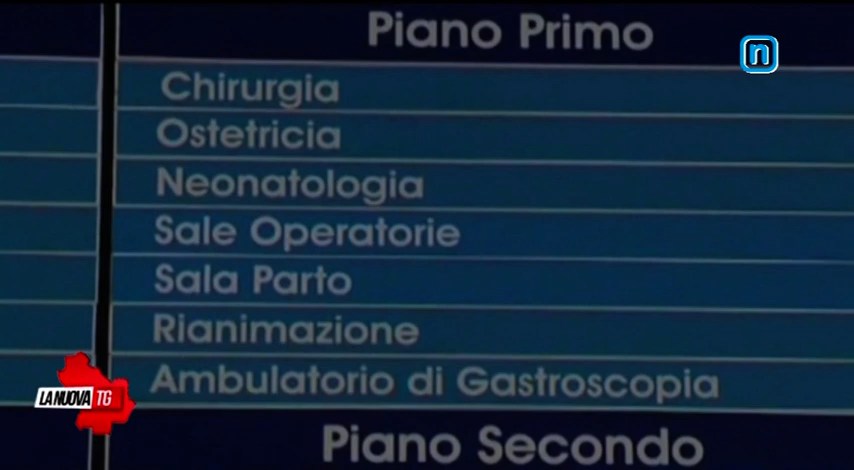 Piano Primo
n
Chirurgia
Ostetricia
Neonatologia
Sale Operatorie
Sala Parto
Rianimazione
Ambulatorio di Gastroscopia
LA NUOVA TG
Piano Secondo